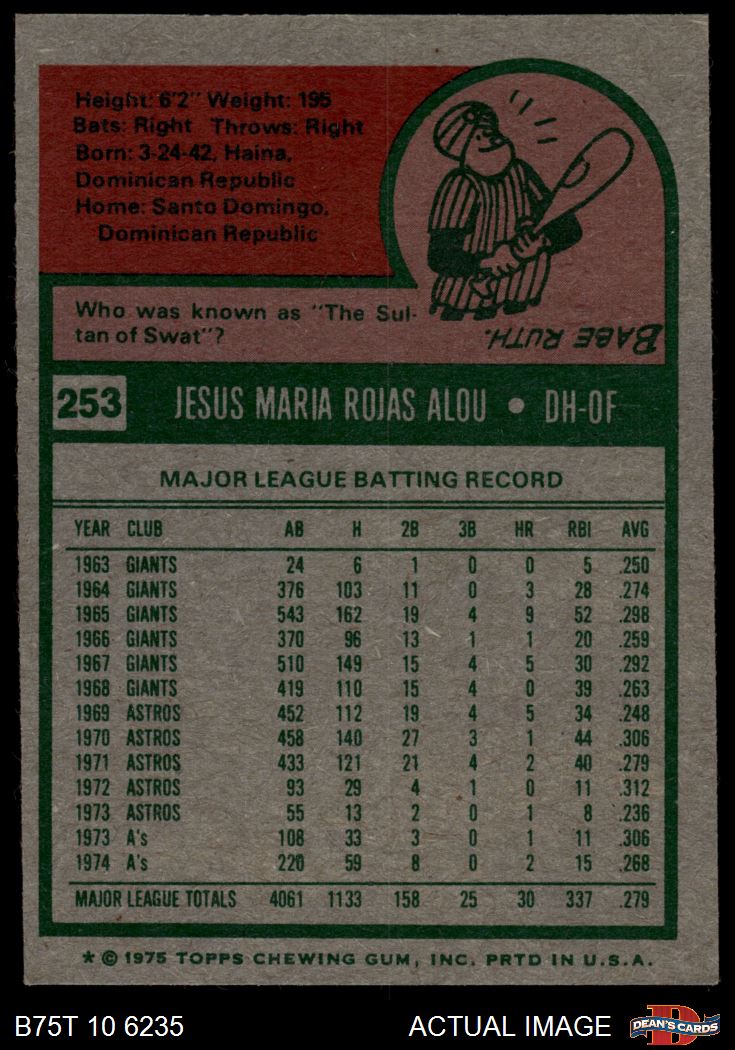 Height: 6'2" Weight: 195
Bats: Right Throws: Right
Born: 3-24-42, Haina,
Dominican Republic
Home: Santo Domingo,
Dominican Republic
Who was known as "The Sul-
tan of Swat"?
BABE RUTH.
253 JESUS MARIA ROJAS ALOU • DH-OF
MAJOR LEAGUE BATTING RECORD
YEAR CLUB AB H 2B 3B HR RBI AVG
1963 GIANTS 24 6 1 0 0 5 .250
1964 GIANTS 376 103 11 0 3 28 .274
1965 GIANTS 543 162 19 4 9 52 .298
1966 GIANTS 370 96 13 1 1 20 .259
1967 GIANTS 510 149 15 4 5 30 .292
1968 GIANTS 419 110 15 4 0 39 .263
1969 ASTROS 452 112 19 4 5 34 .248
1970 ASTROS 458 140 27 3 1 44 .306
1971 ASTROS 433 121 21 4 2 40 .279
1972 ASTROS 93 29 4 1 0 11 .312
1973 ASTROS 55 13 2 0 1 8 .236
1973 A's 108 33 3 0 1 11 .306
1974 A's 220 59 8 0 2 15 .268
MAJOR LEAGUE TOTALS 4061 1133 158 25 30 337 .279
* © 1975 TOPPS CHEWING GUM, INC. PRTD IN U.S.A.
B75T 10 6235 ACTUAL IMAGE
D DEAN'S CARDS